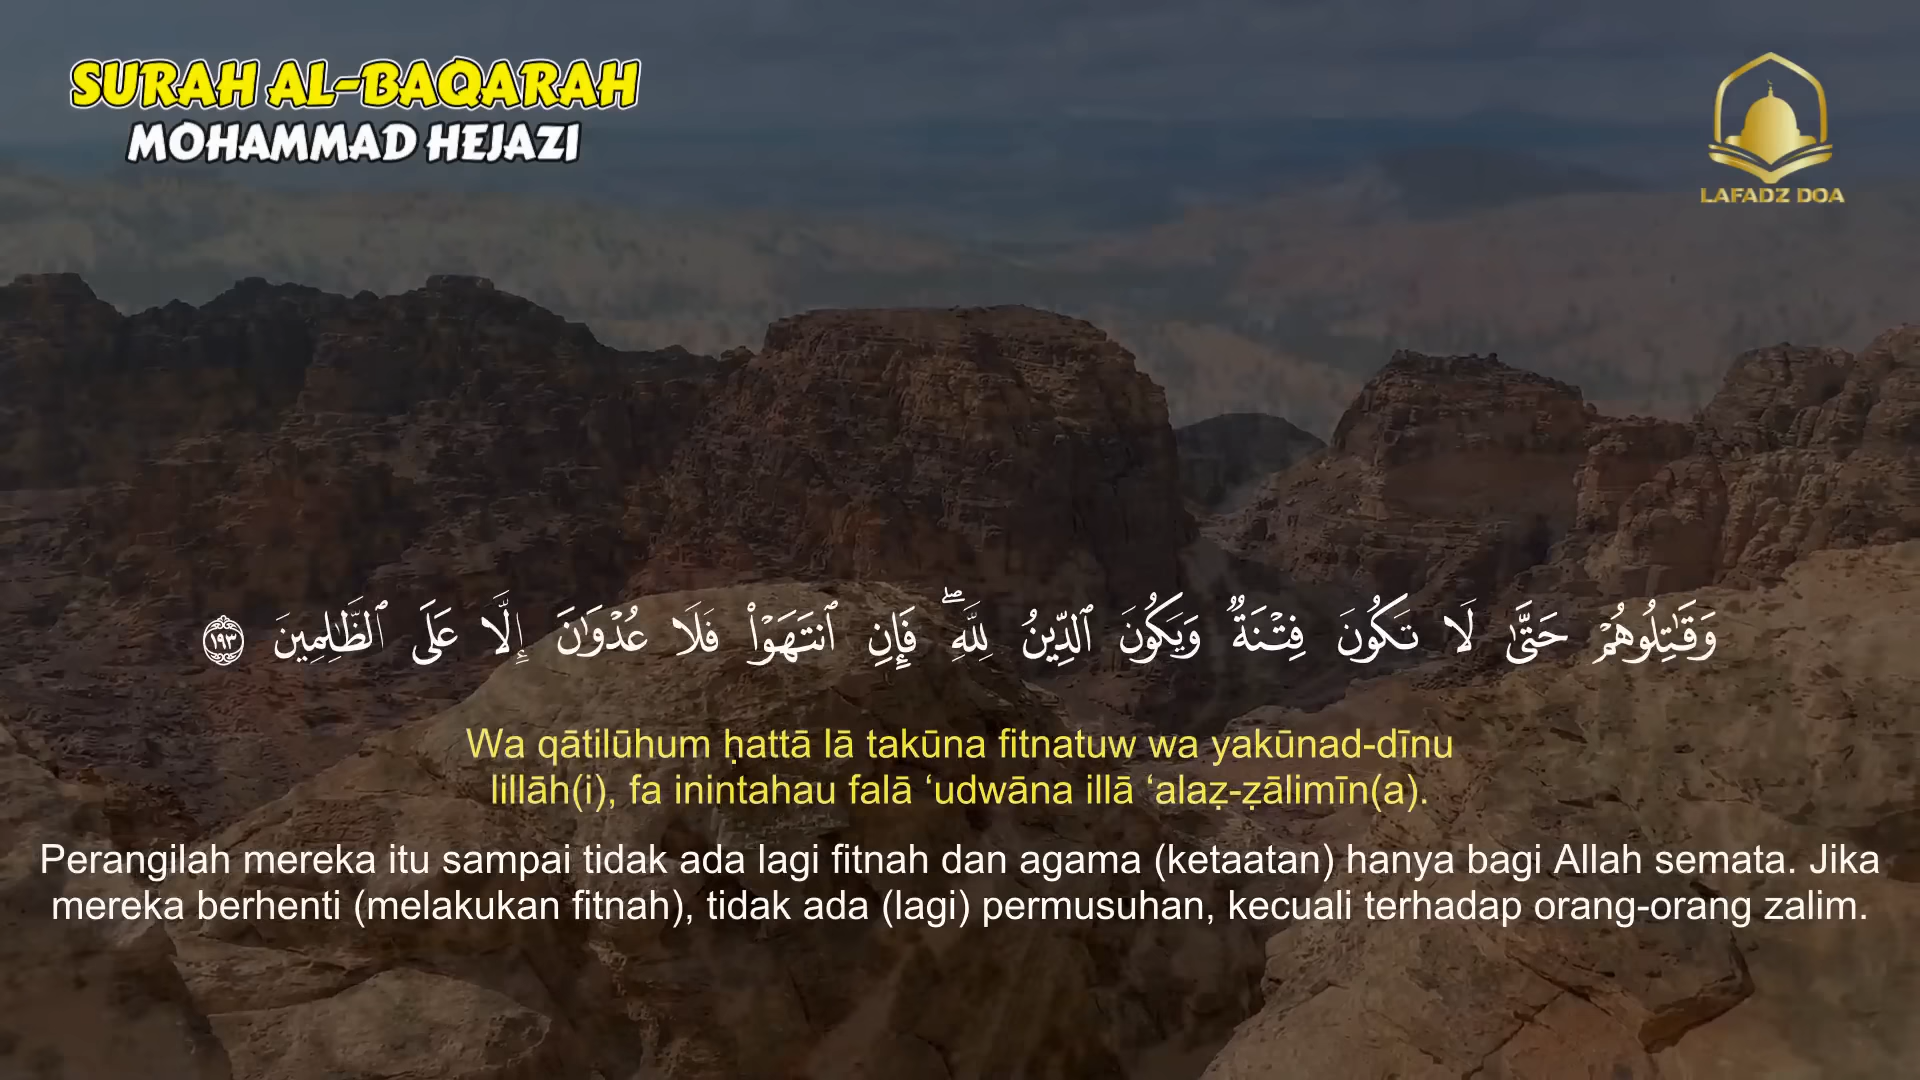 SURAH AL-BAQARAH
MOHAMMAD HEJAZI
LAFADZ DOA
وَقَـٰتِلُوهُمْ حَتَّىٰ لَا تَكُونَ فِتْنَةٌۭ وَيَكُونَ ٱلدِّينُ لِلَّهِ ۖ فَإِنِ ٱنتَهَوْا۟ فَلَا عُدْوَٰنَ إِلَّا عَلَى ٱلظَّـٰلِمِينَ ١٩٣
Wa qātilūhum ḥattā lā takūna fitnatuw wa yakūnad-dīnu
lillāh(i), fa inintahau falā ‘udwāna illā ‘alaẓ-ẓālimīn(a).
Perangilah mereka itu sampai tidak ada lagi fitnah dan agama (ketaatan) hanya bagi Allah semata. Jika
mereka berhenti (melakukan fitnah), tidak ada (lagi) permusuhan, kecuali terhadap orang-orang zalim.